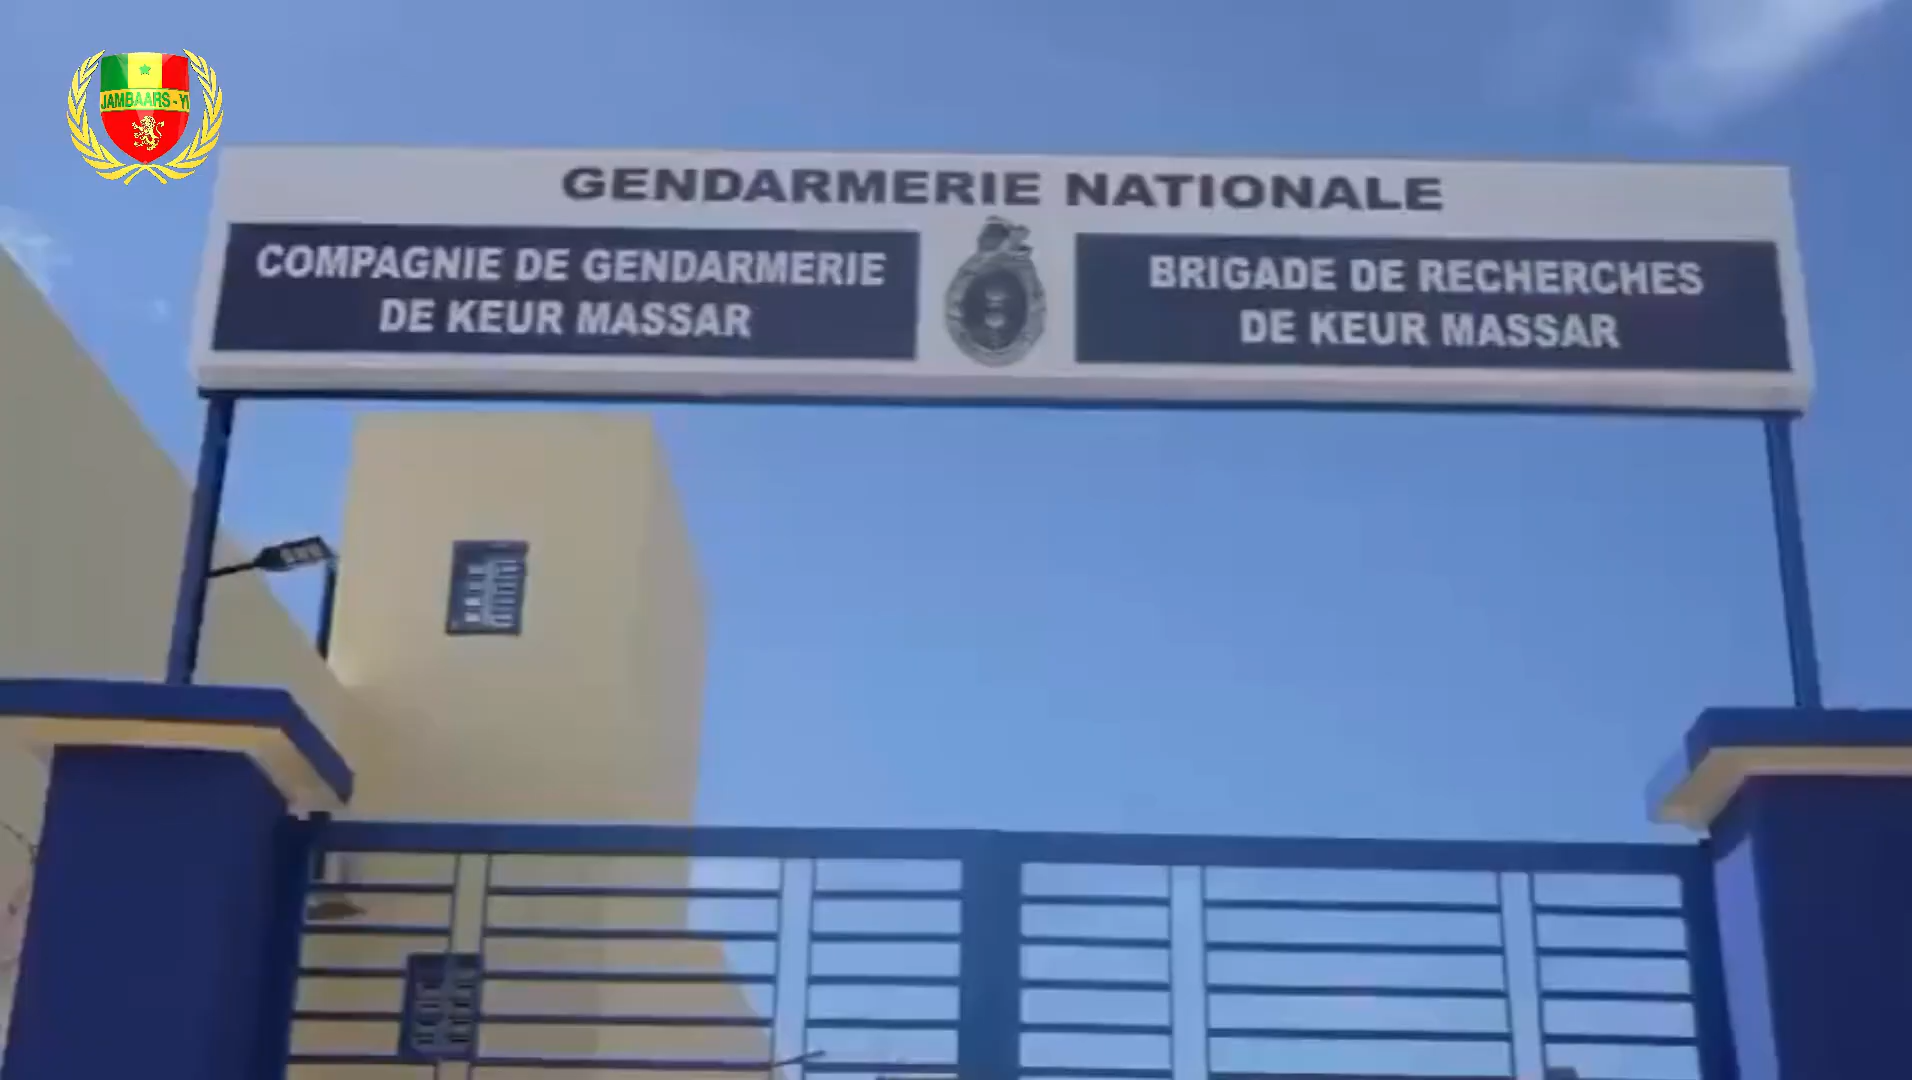 JAMBAARS - YI
GENDARMERIE NATIONALE
COMPAGNIE DE GENDARMERIE
DE KEUR MASSAR
BRIGADE DE RECHERCHES
DE KEUR MASSAR